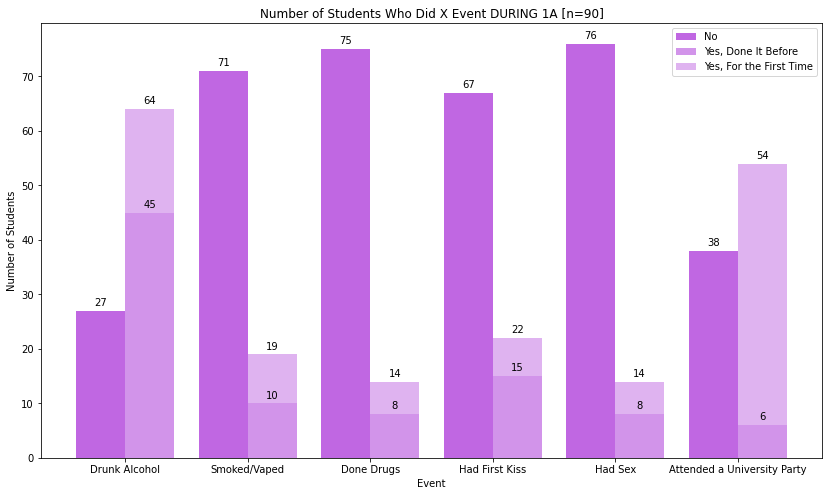 Number of Students Who Did X Event DURING 1A [n=90]
No
Yes, Done It Before
Yes, For the First Time
Number of Students
70
60
50
40
30
20
10
0
27
64
45
71
19
10
75
14
8
67
22
15
76
14
8
38
54
6
Drunk Alcohol
Smoked/Vaped
Done Drugs
Had First Kiss
Had Sex
Attended a University Party
Event